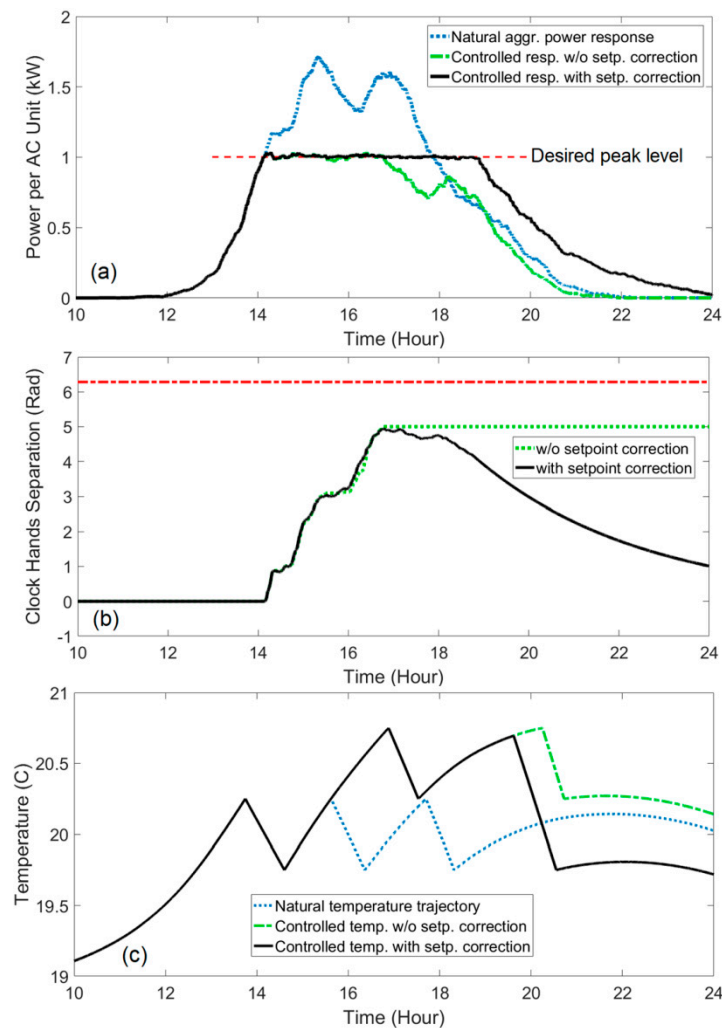 2
1.5
1
0.5
0
Power per AC Unit (kW)
Natural aggr. power response
Controlled resp. w/o setp. correction
Controlled resp. with setp. correction
Desired peak level
(a)
10 12 14 16 18 20 22 24
Time (Hour)
7
6
5
4
3
2
1
0
-1
Clock Hands Separation (Rad)
w/o setpoint correction
with setpoint correction
(b)
10 12 14 16 18 20 22 24
Time (Hour)
21
20.5
20
19.5
19
Temperature (C)
Natural temperature trajectory
Controlled temp. w/o setp. correction
Controlled temp. with setp. correction
(c)
10 12 14 16 18 20 22 24
Time (Hour)